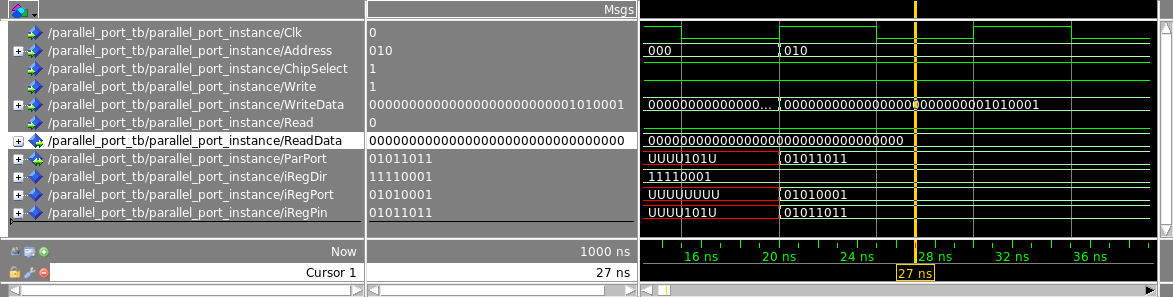 Msgs
/parallel_port_tb/parallel_port_instance/Clk 0
/parallel_port_tb/parallel_port_instance/Address 010 000 010
/parallel_port_tb/parallel_port_instance/ChipSelect 1
/parallel_port_tb/parallel_port_instance/Write 1
/parallel_port_tb/parallel_port_instance/WriteData 00000000000000000000000001010001 00000000000000... 00000000000000000000000001010001
/parallel_port_tb/parallel_port_instance/Read 0
/parallel_port_tb/parallel_port_instance/ReadData 00000000000000000000000000000000 00000000000000000000000000000000
/parallel_port_tb/parallel_port_instance/ParPort 01011011 UUUU101U 01011011
/parallel_port_tb/parallel_port_instance/iRegDir 11110001 11110001
/parallel_port_tb/parallel_port_instance/iRegPort 01010001 UUUUUUUU 01010001
/parallel_port_tb/parallel_port_instance/iRegPin 01011011 UUUU101U 01011011
Now 1000 ns 16 ns 20 ns 24 ns 28 ns 32 ns 36 ns
Cursor 1 27 ns 27 ns